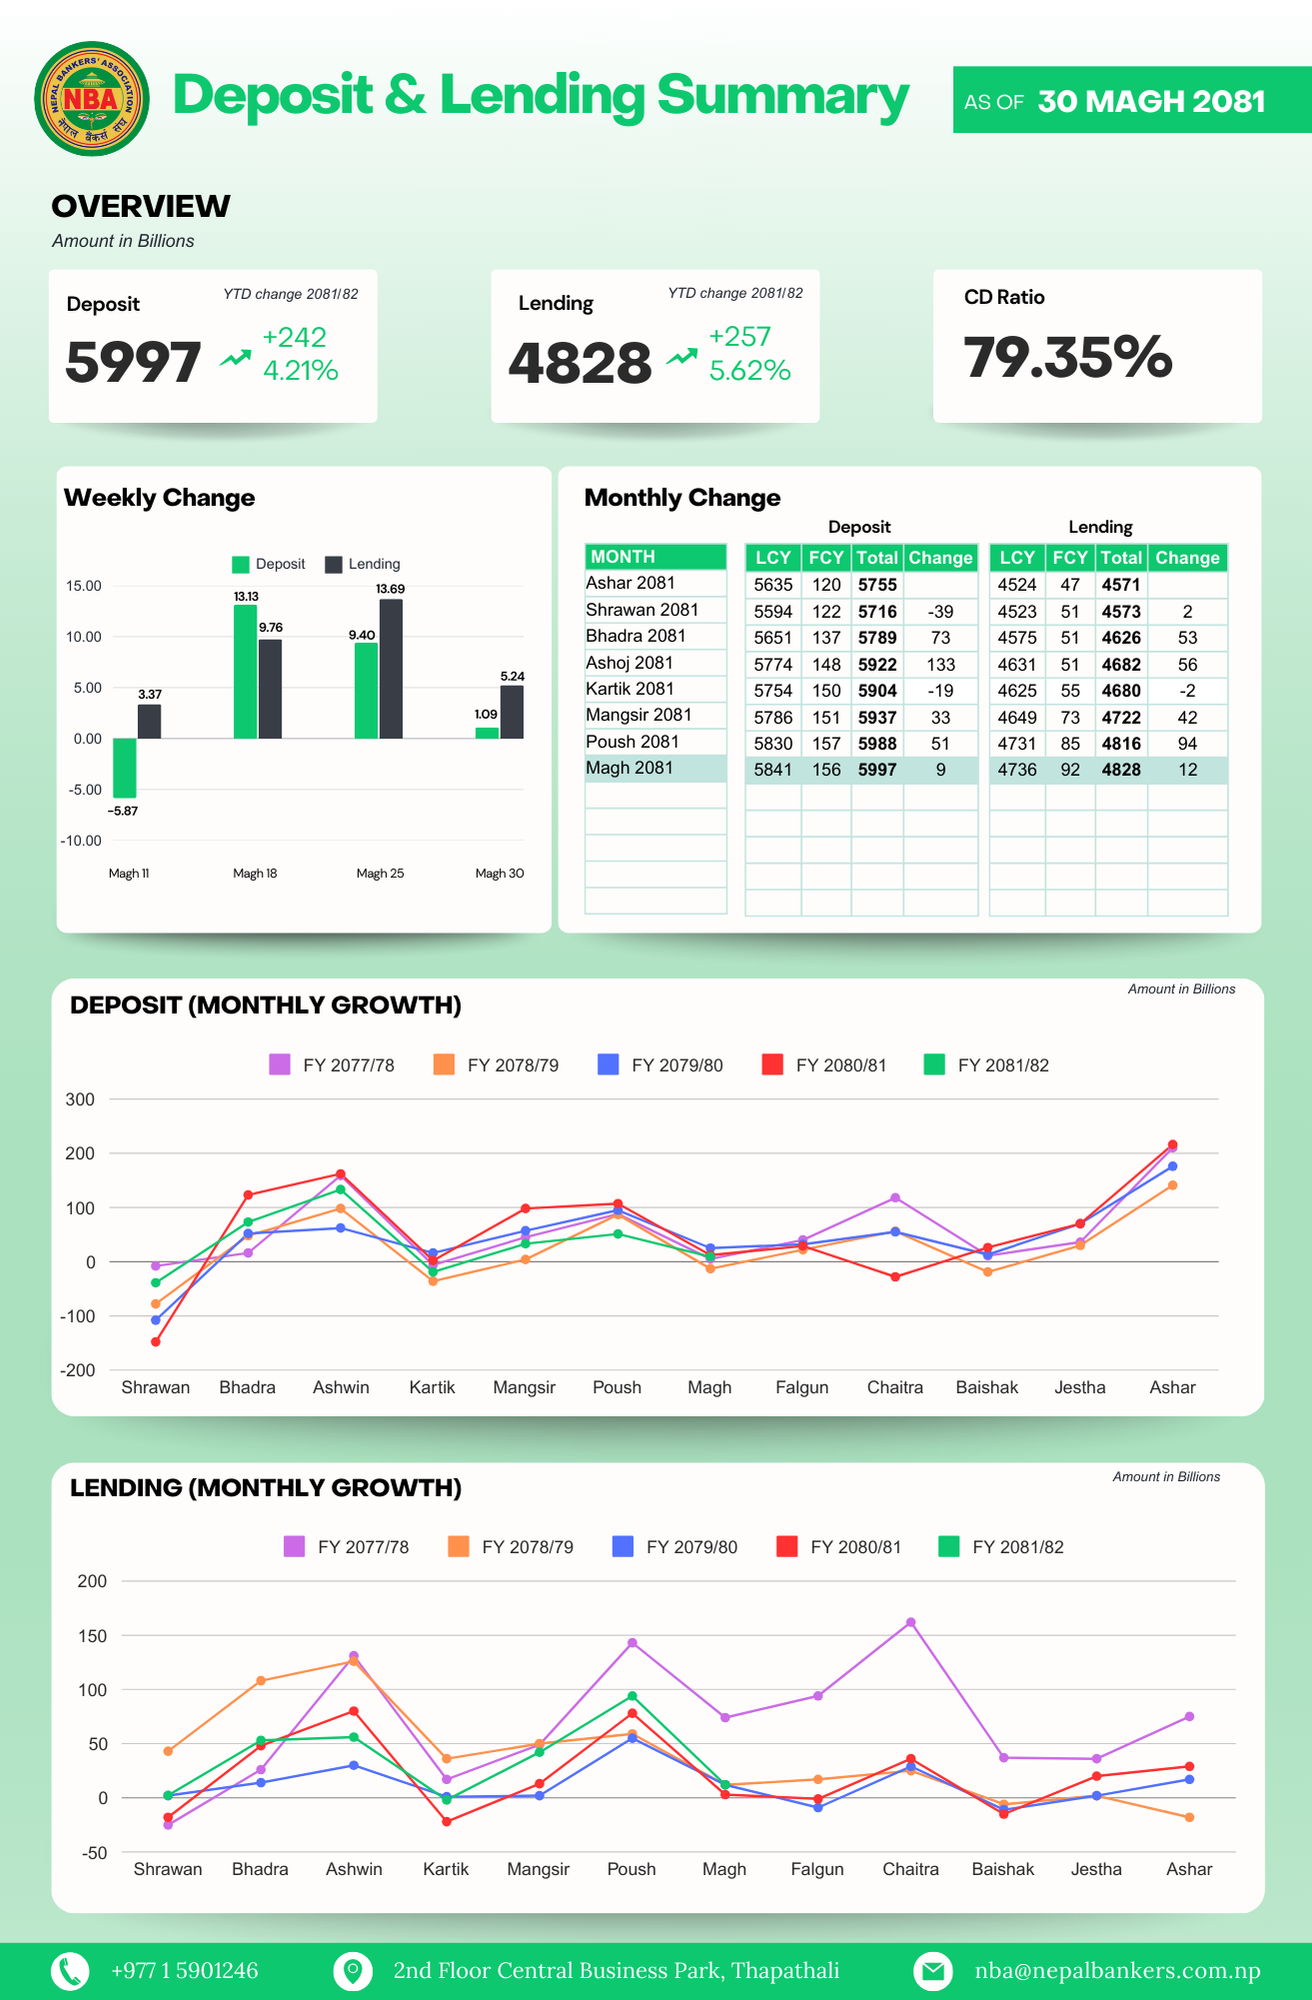 NEPAL BANKERS' ASSOCIATION
NBA
नेपाल बैंकर्स संघ
Deposit & Lending Summary
AS OF 30 MAGH 2081
OVERVIEW
Amount in Billions
Deposit
YTD change 2081/82
5997
+242
4.21%
Lending
YTD change 2081/82
4828
+257
5.62%
CD Ratio
79.35%
Weekly Change
Deposit Lending
15.00
10.00
5.00
0.00
-5.00
-10.00
-5.87
3.37
13.13
9.76
9.40
13.69
1.09
5.24
Magh 11 Magh 18 Magh 25 Magh 30
Monthly Change
Deposit Lending
MONTH LCY FCY Total Change LCY FCY Total Change
Ashar 2081 5635 120 5755 4524 47 4571
Shrawan 2081 5594 122 5716 -39 4523 51 4573 2
Bhadra 2081 5651 137 5789 73 4575 51 4626 53
Ashoj 2081 5774 148 5922 133 4631 51 4682 56
Kartik 2081 5754 150 5904 -19 4625 55 4680 -2
Mangsir 2081 5786 151 5937 33 4649 73 4722 42
Poush 2081 5830 157 5988 51 4731 85 4816 94
Magh 2081 5841 156 5997 9 4736 92 4828 12
DEPOSIT (MONTHLY GROWTH)
Amount in Billions
FY 2077/78 FY 2078/79 FY 2079/80 FY 2080/81 FY 2081/82
300
200
100
0
-100
-200
Shrawan Bhadra Ashwin Kartik Mangsir Poush Magh Falgun Chaitra Baishak Jestha Ashar
LENDING (MONTHLY GROWTH)
Amount in Billions
FY 2077/78 FY 2078/79 FY 2079/80 FY 2080/81 FY 2081/82
200
150
100
50
0
-50
Shrawan Bhadra Ashwin Kartik Mangsir Poush Magh Falgun Chaitra Baishak Jestha Ashar
+977 1 5901246
2nd Floor Central Business Park, Thapathali
nba@nepalbankers.com.np